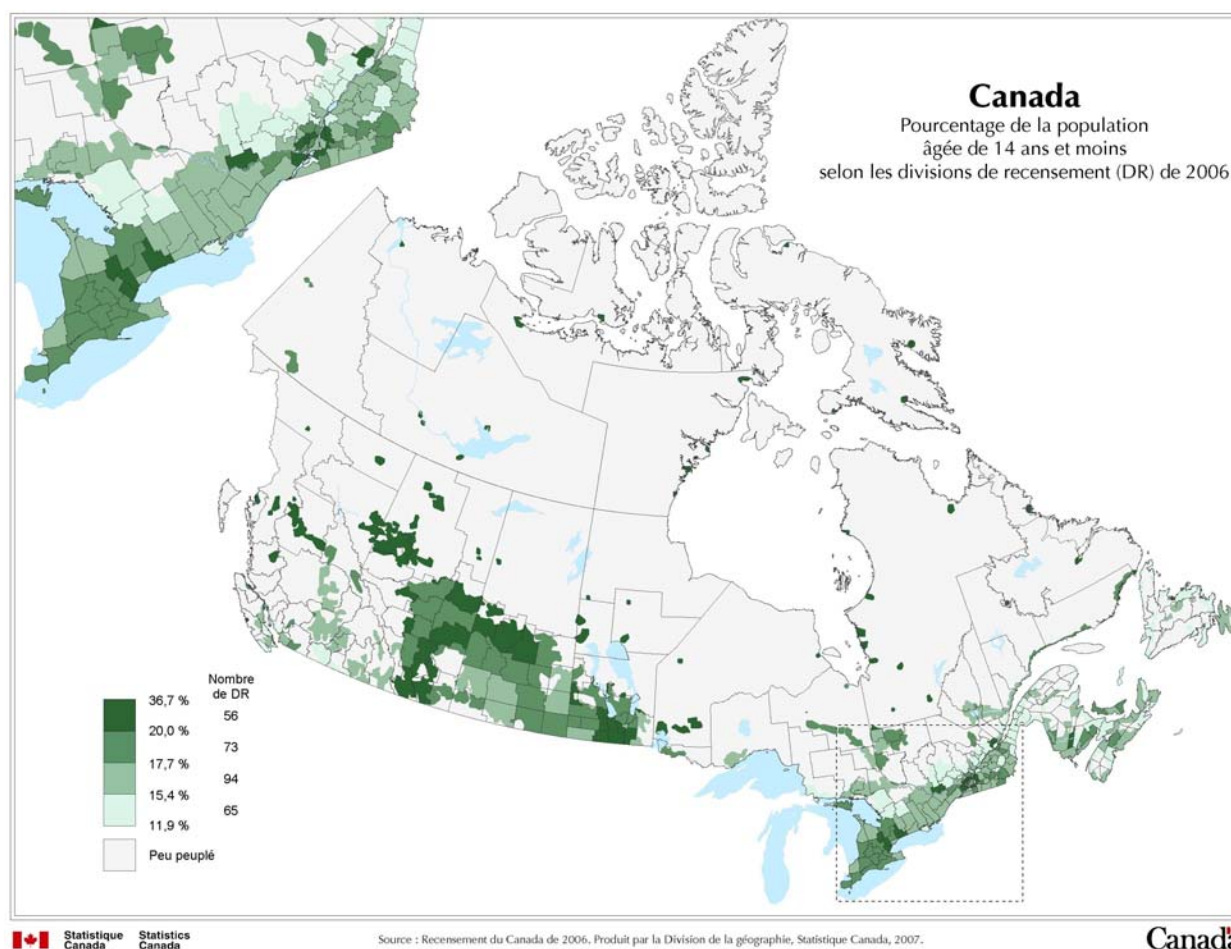 Canada
Pourcentage de la population
âgée de 14 ans et moins
selon les divisions de recensement (DR) de 2006
Nombre
de DR
36,7 %
56
20,0 %
73
17,7 %
94
15,4 %
65
11,9 %
Peu peuplé
Statistique
Canada
Statistics
Canada
Source : Recensement du Canada de 2006. Produit par la Division de la géographie, Statistique Canada, 2007.
Canad